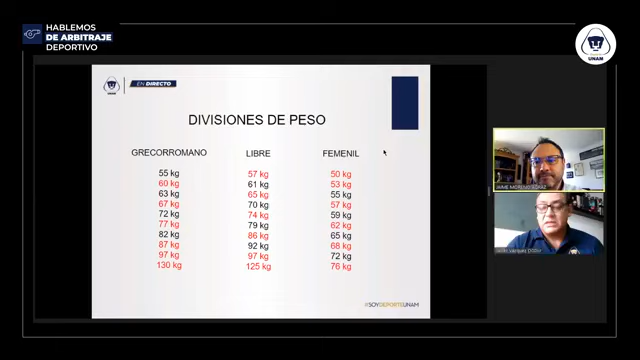 HABLEMOS
DE ARBITRAJE
DEPORTIVO
UNAM
UNAM
EN DIRECTO
DIVISIONES DE PESO
GRECORROMANO LIBRE FEMENIL
55 kg 57 kg 50 kg
60 kg 61 kg 53 kg
63 kg 65 kg 55 kg
67 kg 70 kg 57 kg
72 kg 74 kg 59 kg
77 kg 79 kg 62 kg
82 kg 86 kg 65 kg
87 kg 92 kg 68 kg
97 kg 97 kg 72 kg
130 kg 125 kg 76 kg
JAIME MORENO
#SOYDEPORTEUNAM